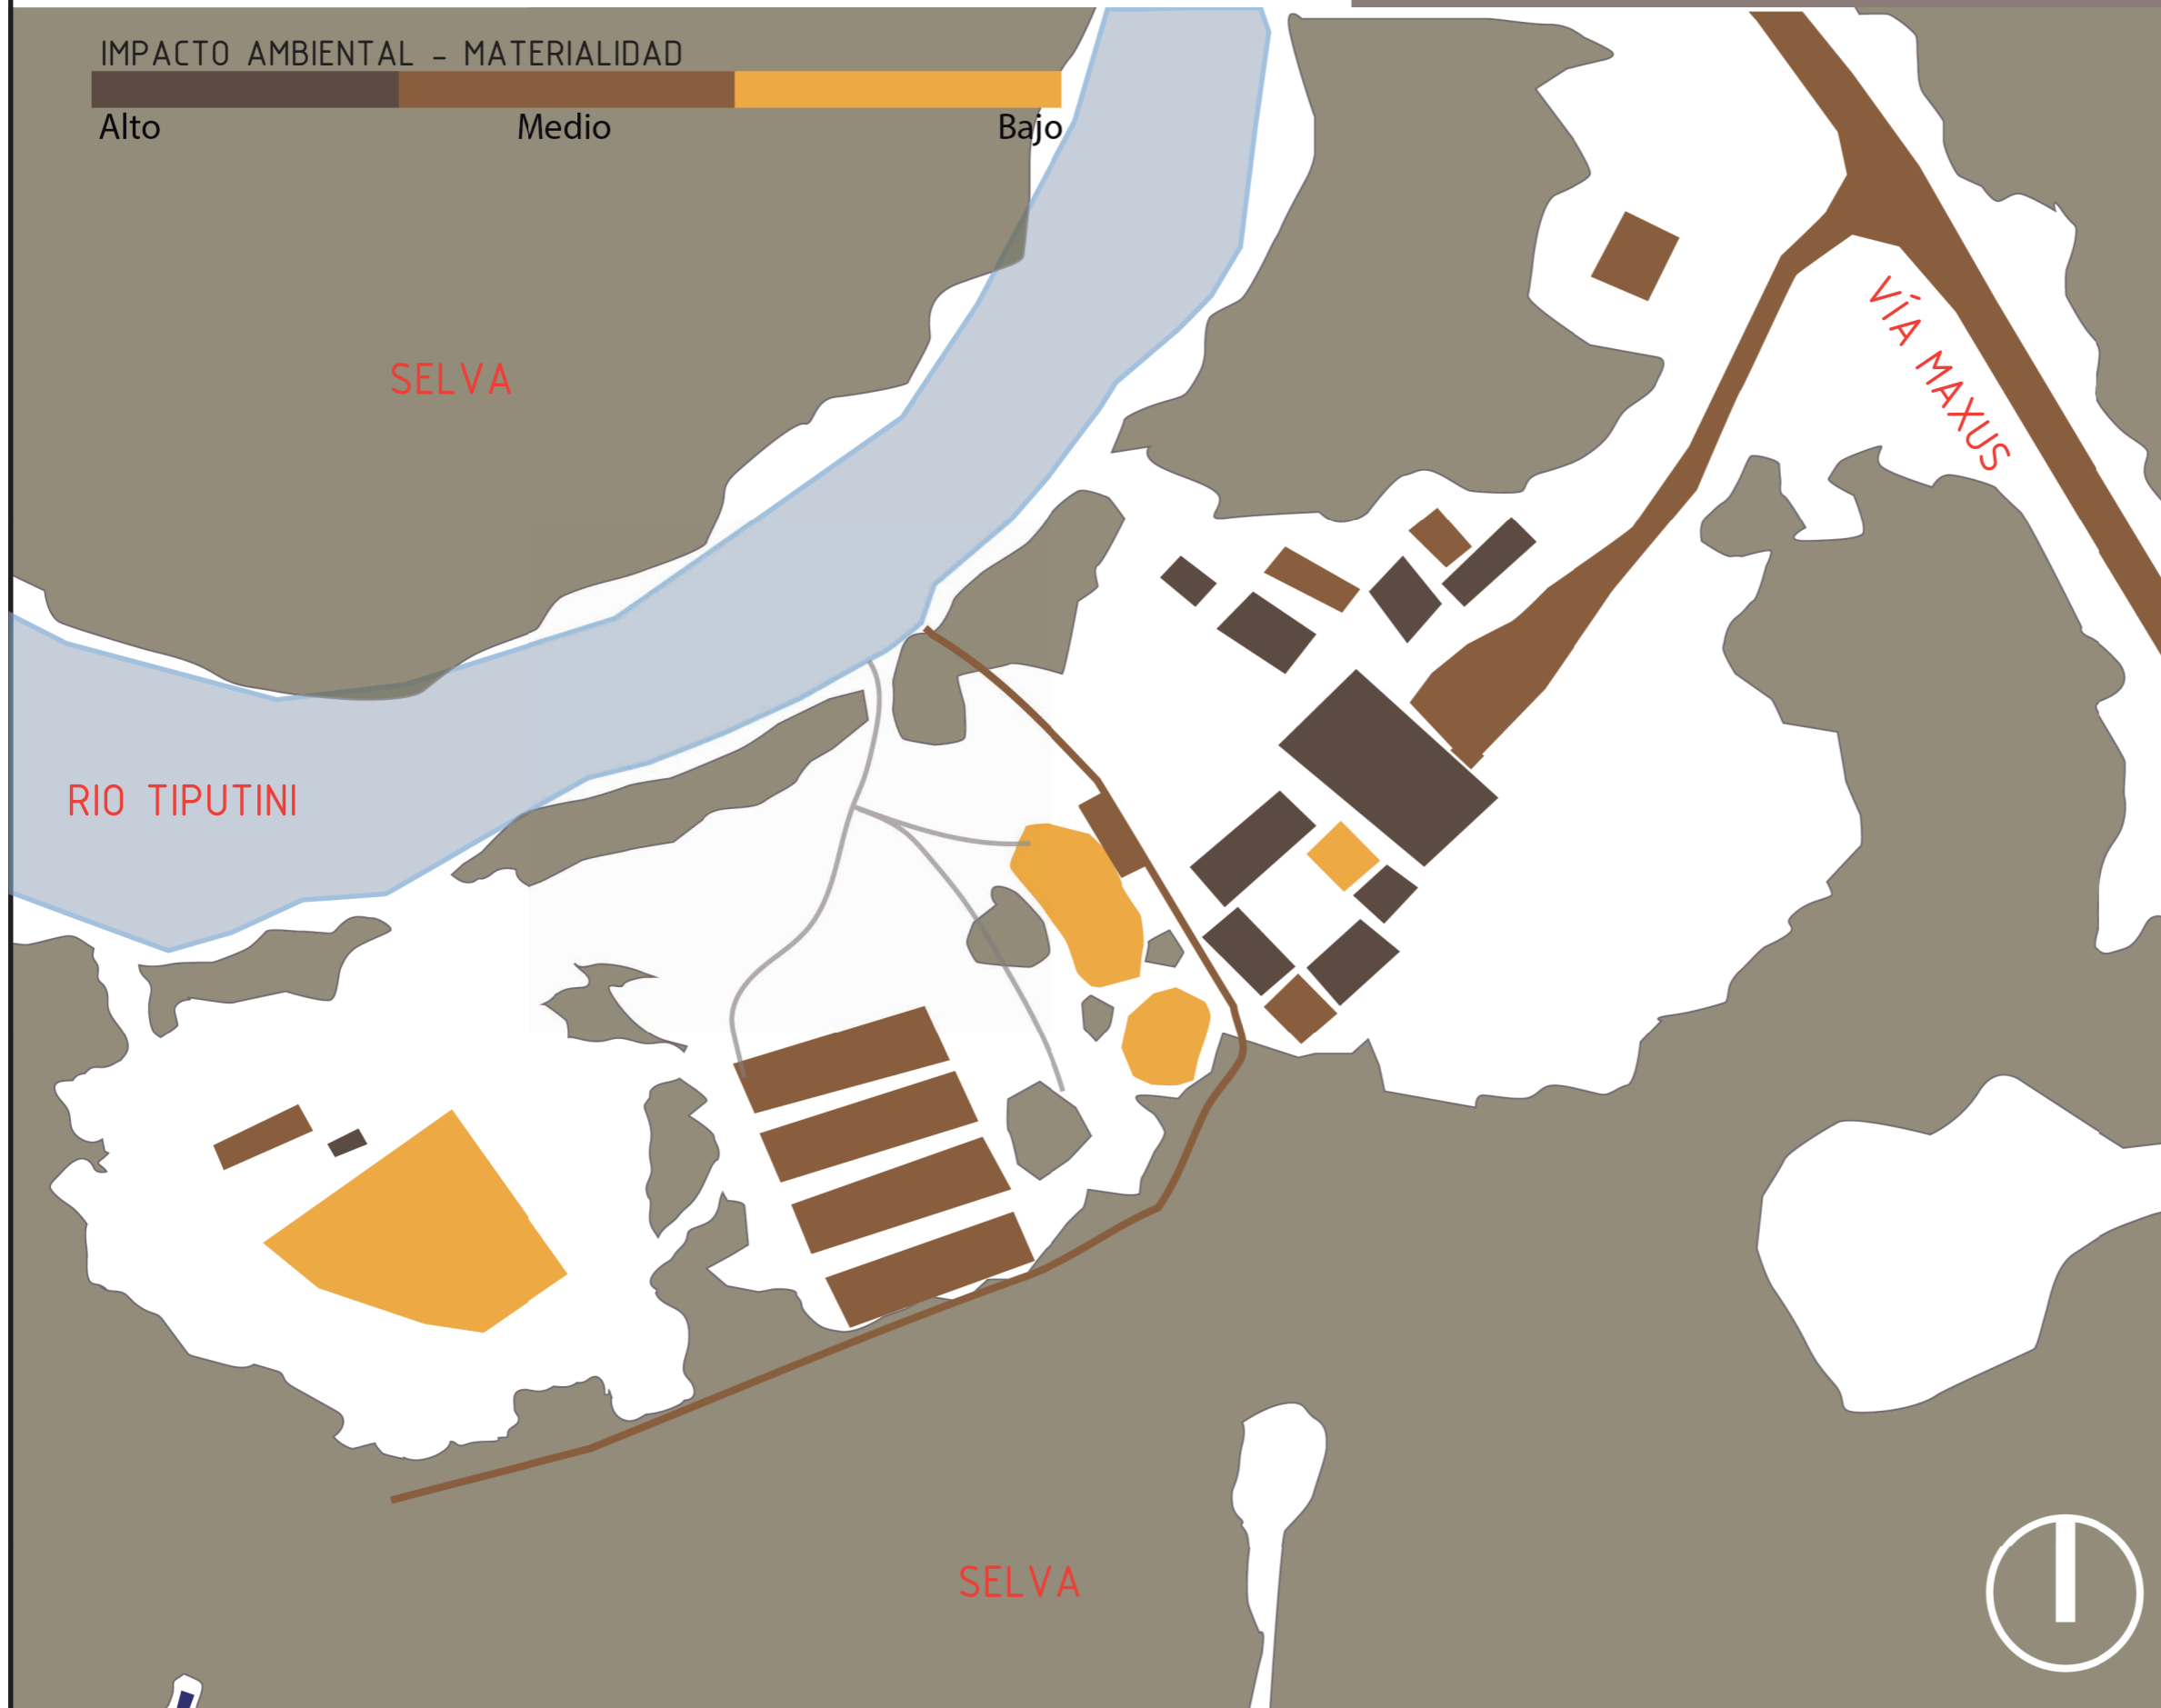 IMPACTO AMBIENTAL - MATERIALIDAD
Alto Medio Bajo
SELVA
VÍA MAXUS
RIO TIPUTINI
SELVA